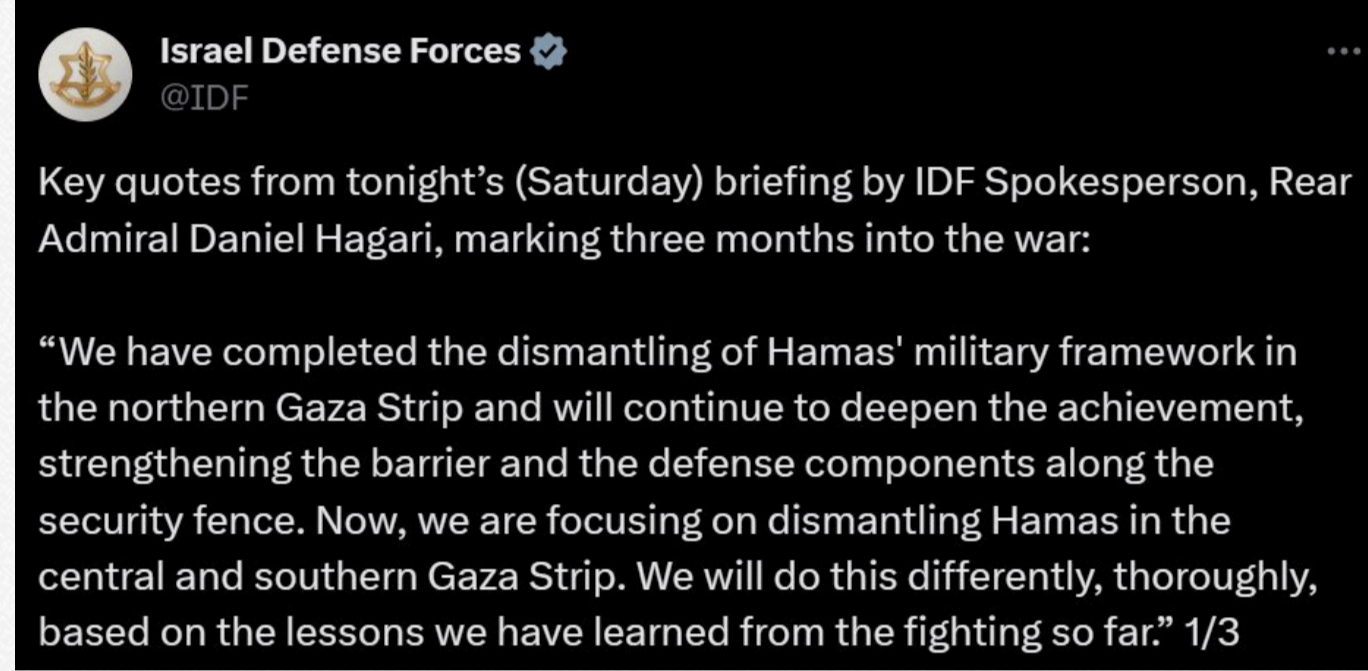 Israel Defense Forces
@IDF
Key quotes from tonight’s (Saturday) briefing by IDF Spokesperson, Rear
Admiral Daniel Hagari, marking three months into the war:
“We have completed the dismantling of Hamas' military framework in
the northern Gaza Strip and will continue to deepen the achievement,
strengthening the barrier and the defense components along the
security fence. Now, we are focusing on dismantling Hamas in the
central and southern Gaza Strip. We will do this differently, thoroughly,
based on the lessons we have learned from the fighting so far.” 1/3